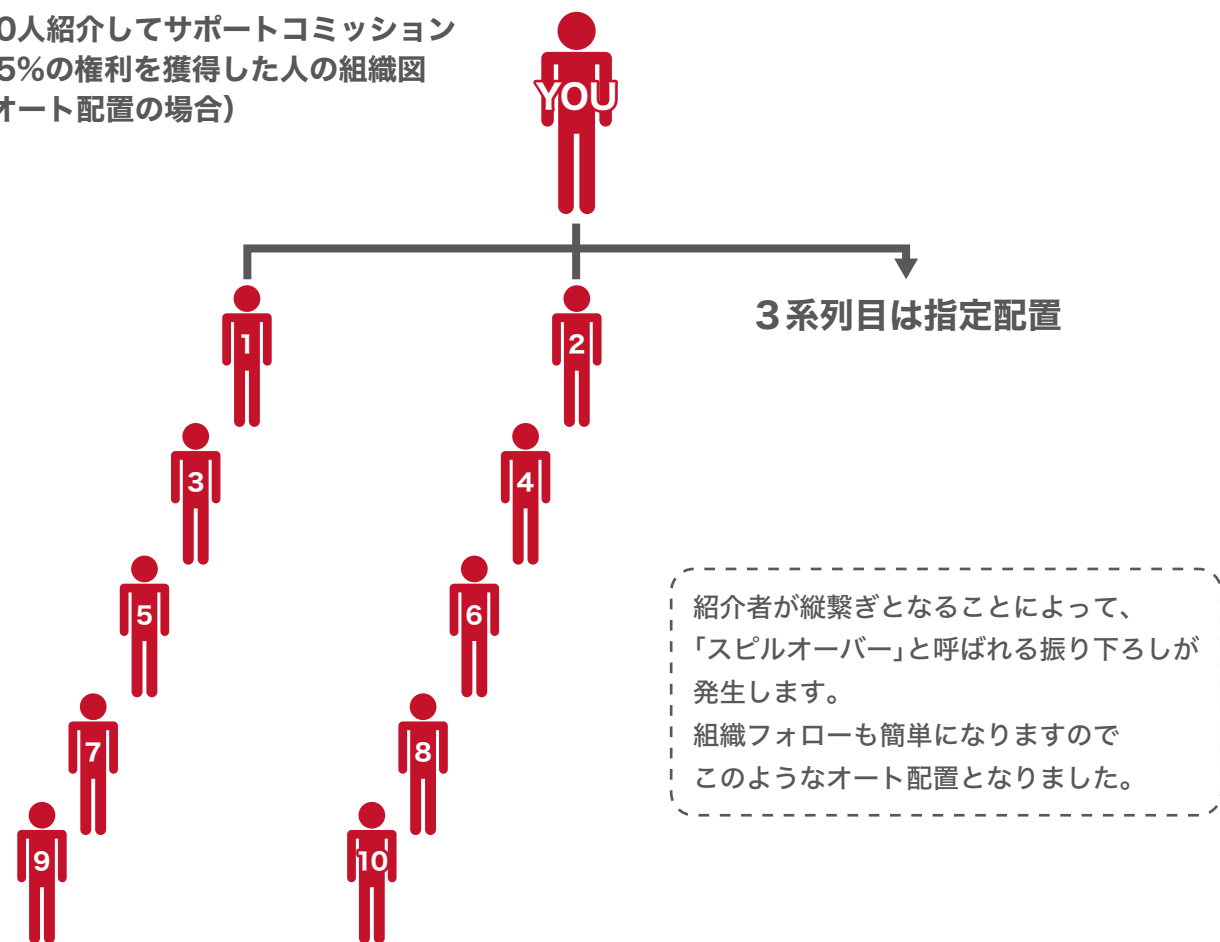 0人紹介してサポートコミッション
5%の権利を獲得した人の組織図
オート配置の場合）
YOU
1
2
3系列目は指定配置
3
4
5
6
紹介者が縦繋ぎとなることによって、
「スピルオーバー」と呼ばれる振り下ろしが
発生します。
組織フォローも簡単になりますので
このようなオート配置となりました。
7
8
9
10